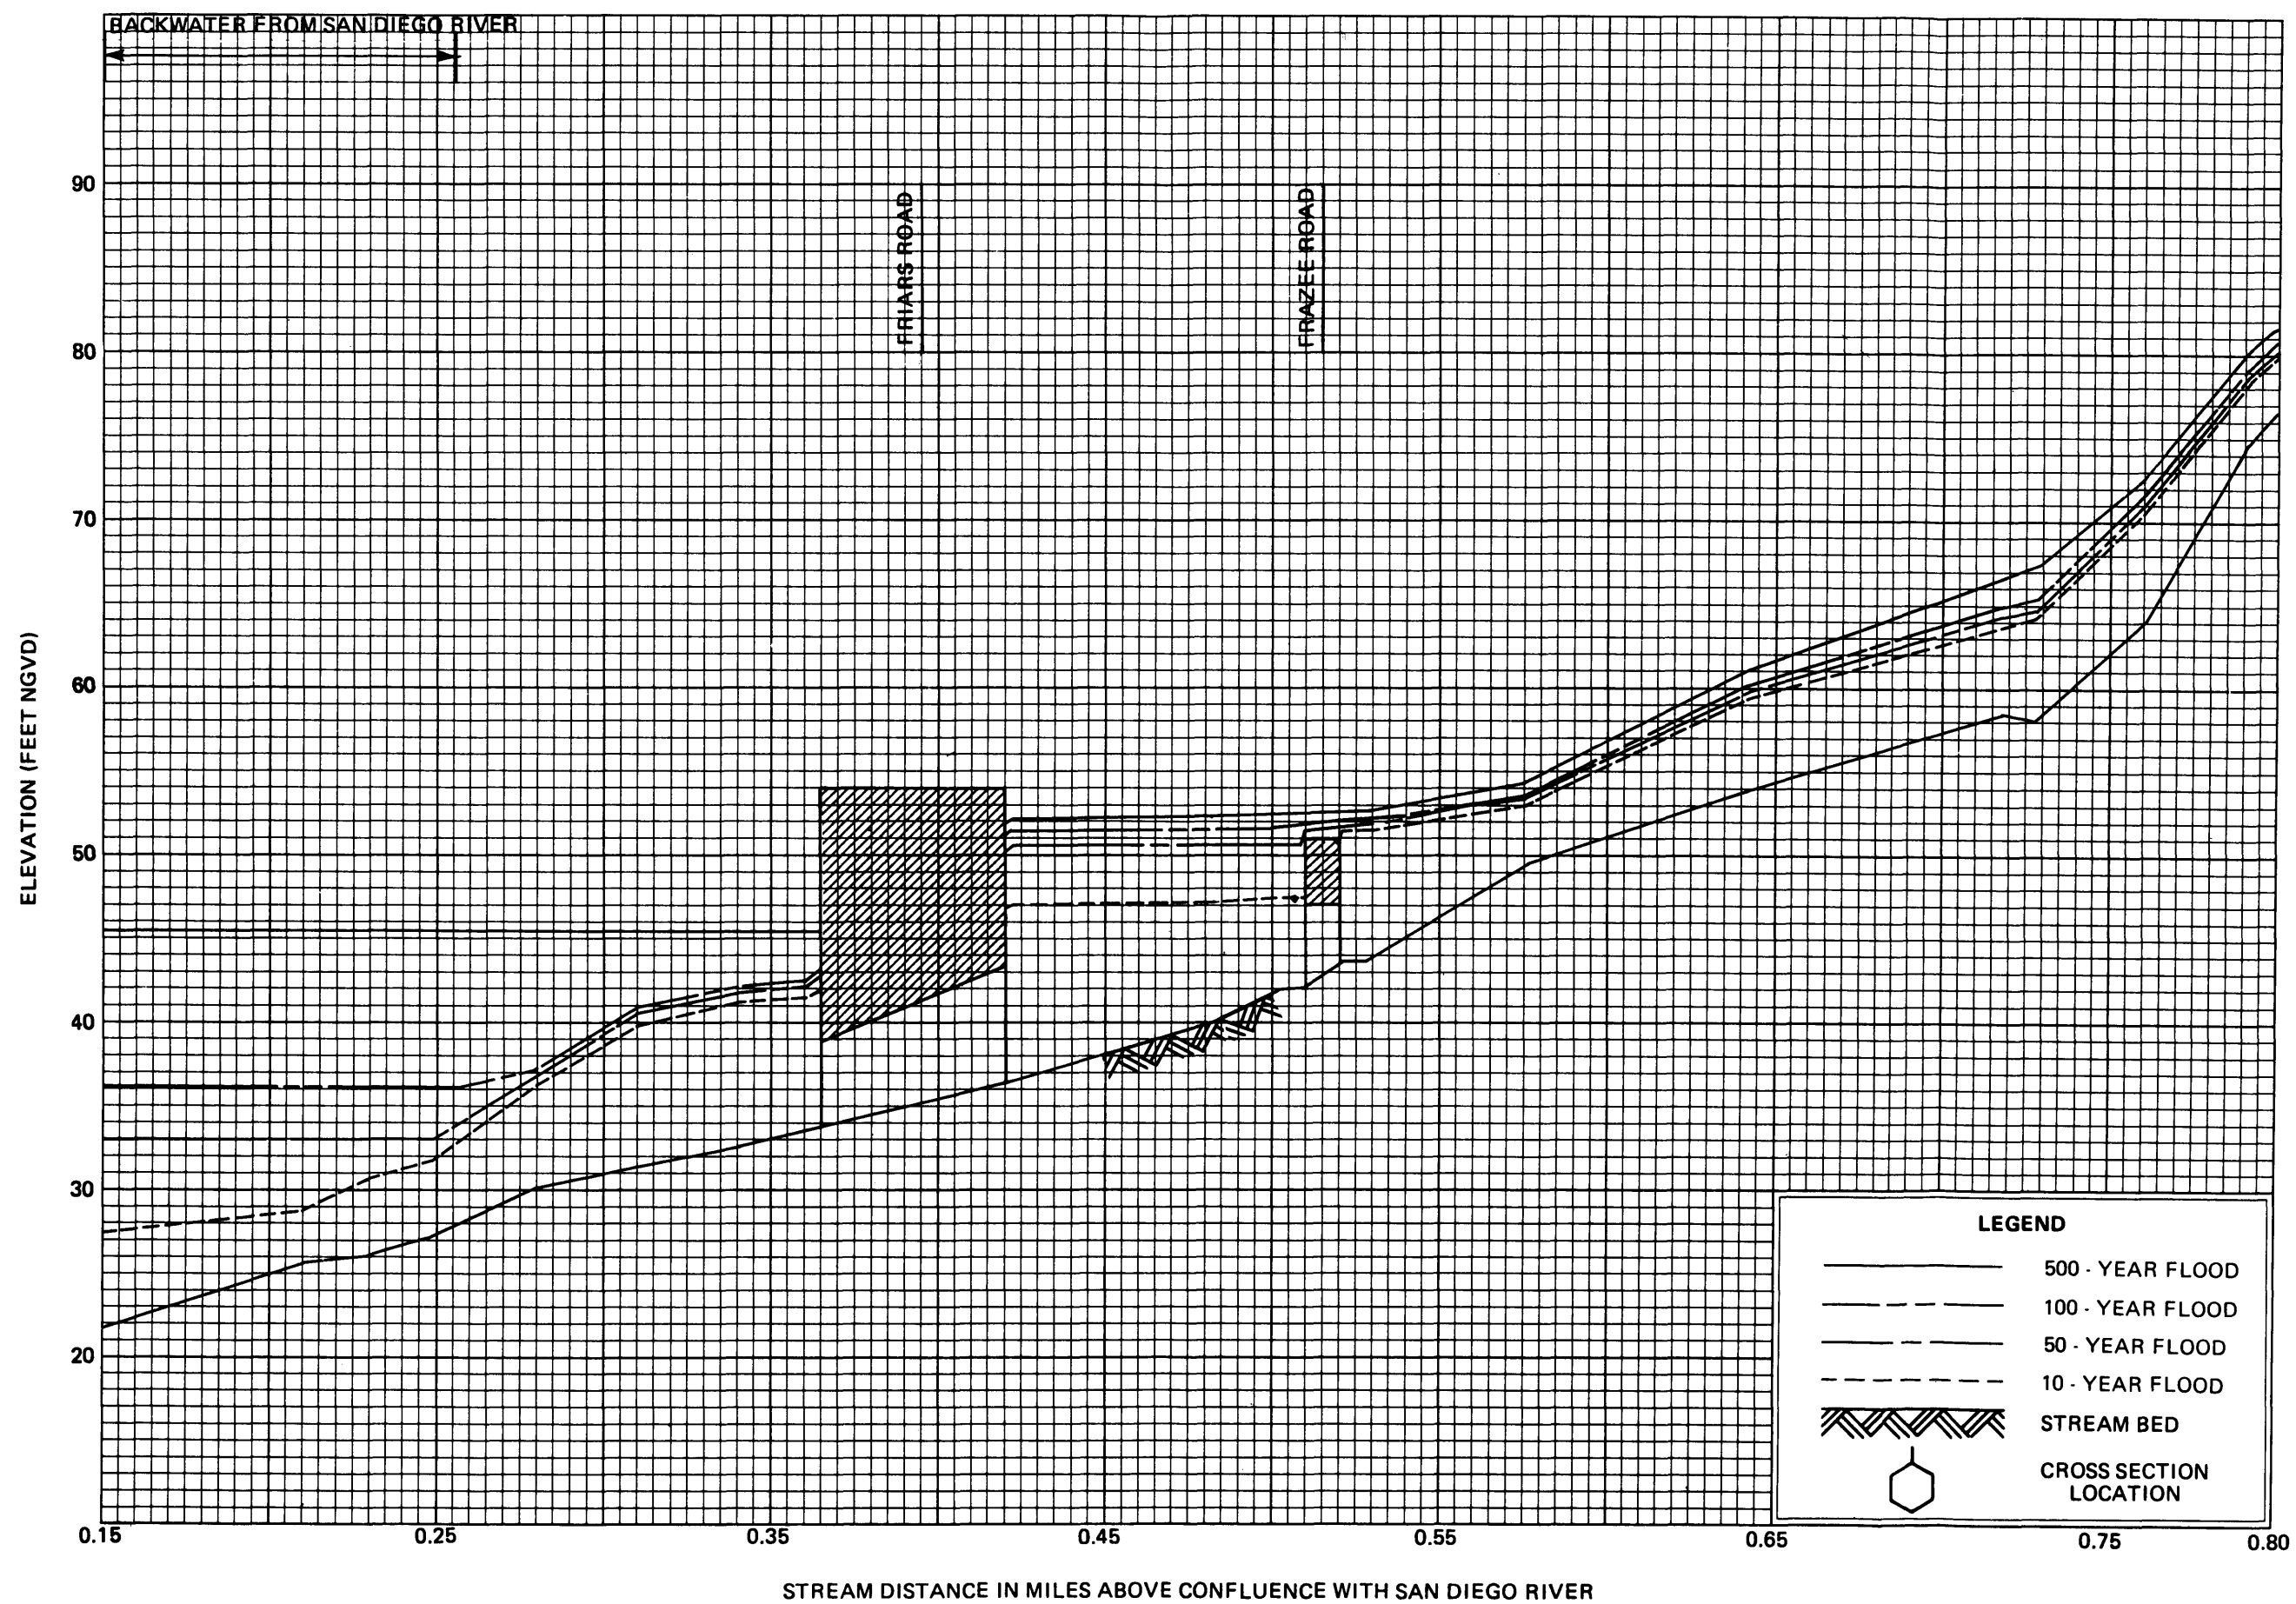 BACKWATER FROM SAN DIEGO RIVER
FRIARS ROAD
FRAZEE ROAD
90
80
70
60
50
40
30
20
ELEVATION (FEET NGVD)
0.15
0.25
0.35
0.45
0.55
0.65
0.75
0.80
STREAM DISTANCE IN MILES ABOVE CONFLUENCE WITH SAN DIEGO RIVER
LEGEND
500 - YEAR FLOOD
100 - YEAR FLOOD
50 - YEAR FLOOD
10 - YEAR FLOOD
STREAM BED
CROSS SECTION
LOCATION